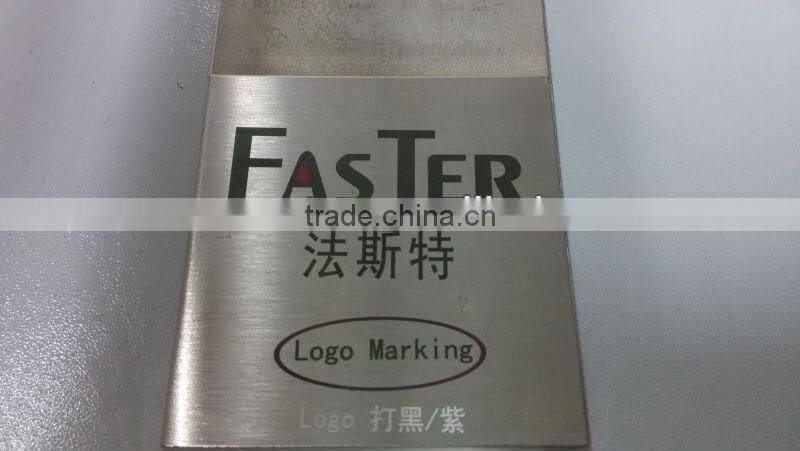 FASTER
trade.china.cn
法斯特
Logo Marking
Logo 打黑/紫